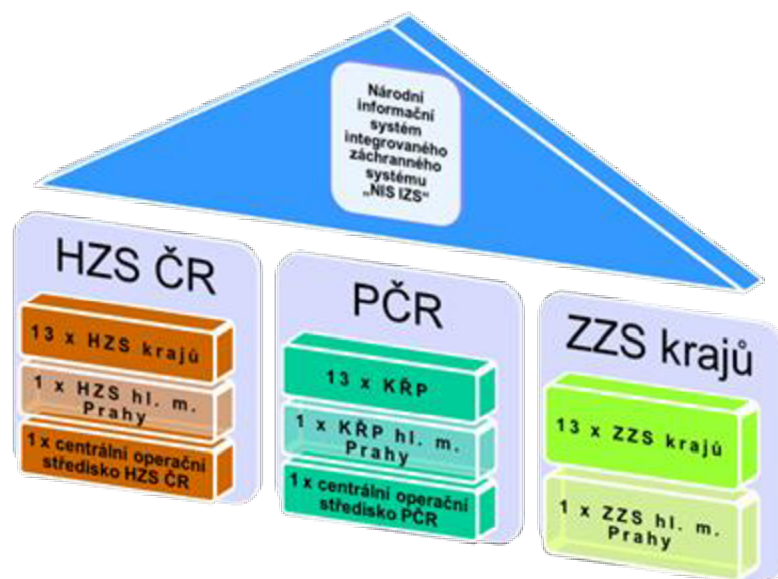 Národní
informační
systém
integrovaného
záchranného
systému
„NIS IZS“
HZS ČR
13 x HZS krajů
1 x HZS hl. m.
Prahy
1 x centrální operační
středisko HZS ČR
PČR
13 x KŘP
1 x KŘP hl. m.
Prahy
1 x centrální operační
středisko PČR
ZZS krajů
13 x ZZS krajů
1 x ZZS hl. m.
Prahy